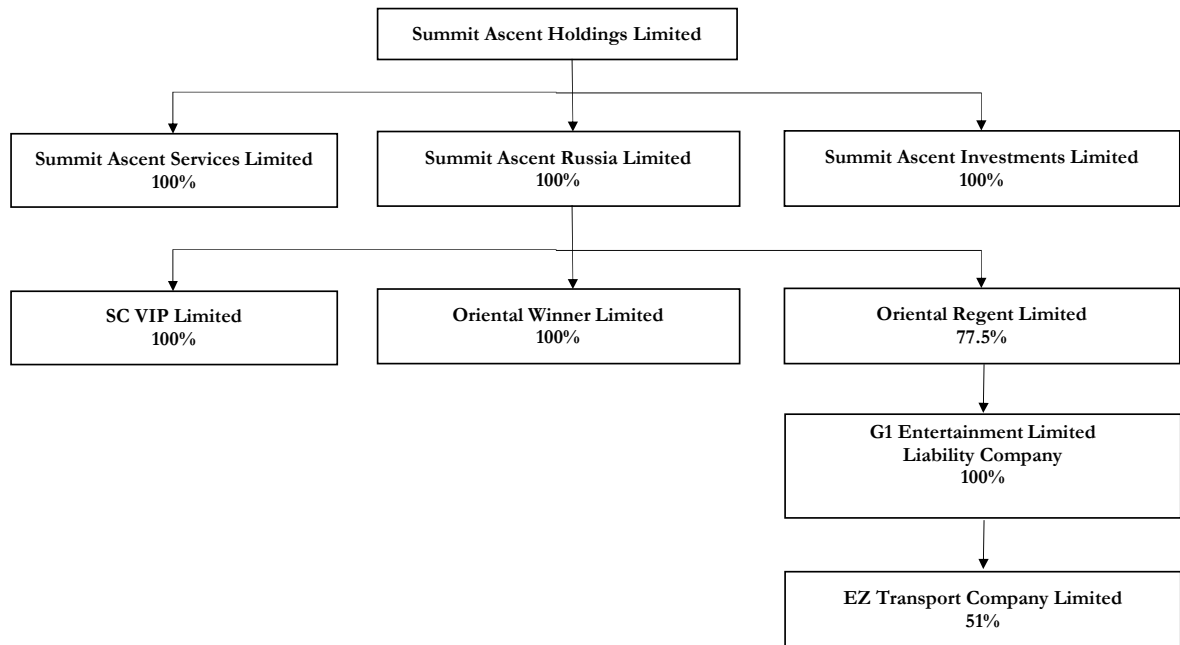 Summit Ascent Holdings Limited
Summit Ascent Services Limited
100%
Summit Ascent Russia Limited
100%
Summit Ascent Investments Limited
100%
SC VIP Limited
100%
Oriental Winner Limited
100%
Oriental Regent Limited
77.5%
G1 Entertainment Limited
Liability Company
100%
EZ Transport Company Limited
51%